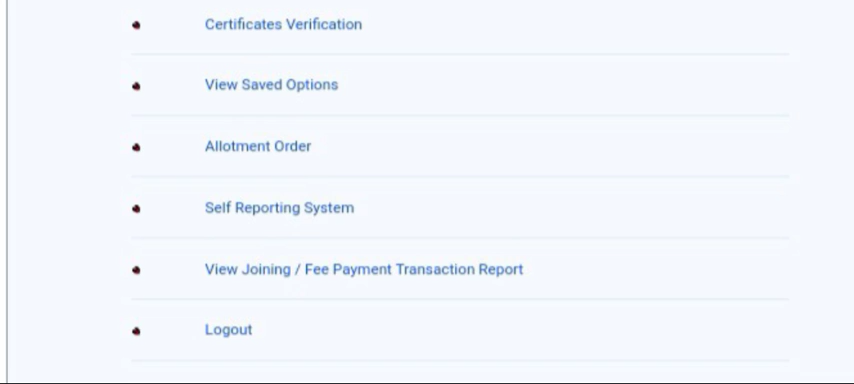 Certificates Verification
View Saved Options
Allotment Order
Self Reporting System
View Joining / Fee Payment Transaction Report
Logout